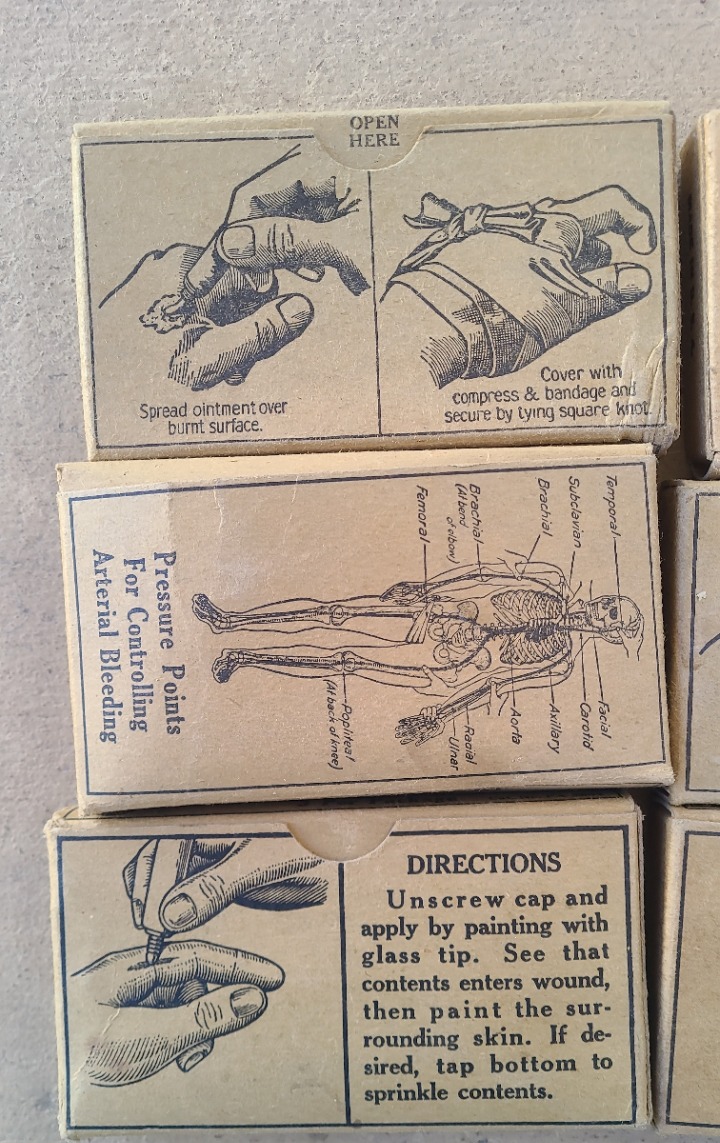 OPEN
HERE
Spread ointment over
burnt surface.
Cover with
compress & bandage and
secure by tying square knot.
Pressure Points
For Controlling
Arterial Bleeding
Temporal
Subclavian
Brachial
Brachial
(At bend
of elbow)
Femoral
Facial
Carotid
Axillary
Aorta
Radial
Ulnar
Popliteal
(At back of knee)
DIRECTIONS
Unscrew cap and
apply by painting with
glass tip. See that
contents enters wound,
then paint the sur-
rounding skin. If de-
sired, tap bottom to
sprinkle contents.